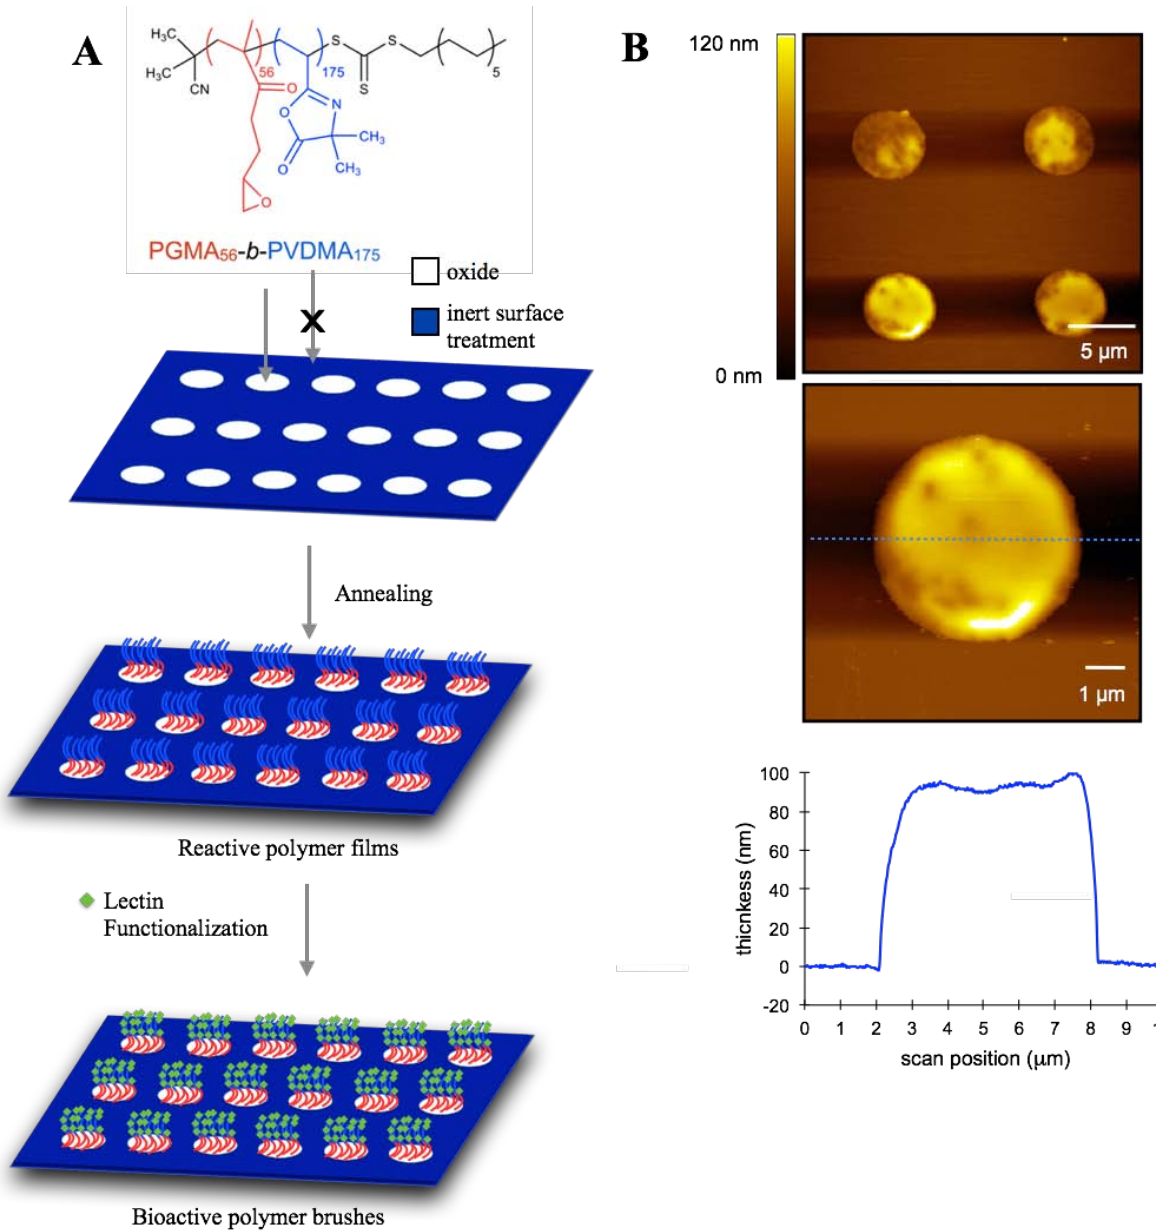 A
H₃C
H₃C
CN
56
O
O
O
N
O
CH₃
CH₃
175
S
S
S
5
PGMA₅₆-b-PVDMA₁₇₅
oxide
inert surface
treatment
X
Annealing
Reactive polymer films
Lectin
Functionalization
Bioactive polymer brushes
B
120 nm
0 nm
5 µm
1 µm
thicnkess (nm)
100
80
60
40
20
0
-20
0 1 2 3 4 5 6 7 8 9 1
scan position (µm)